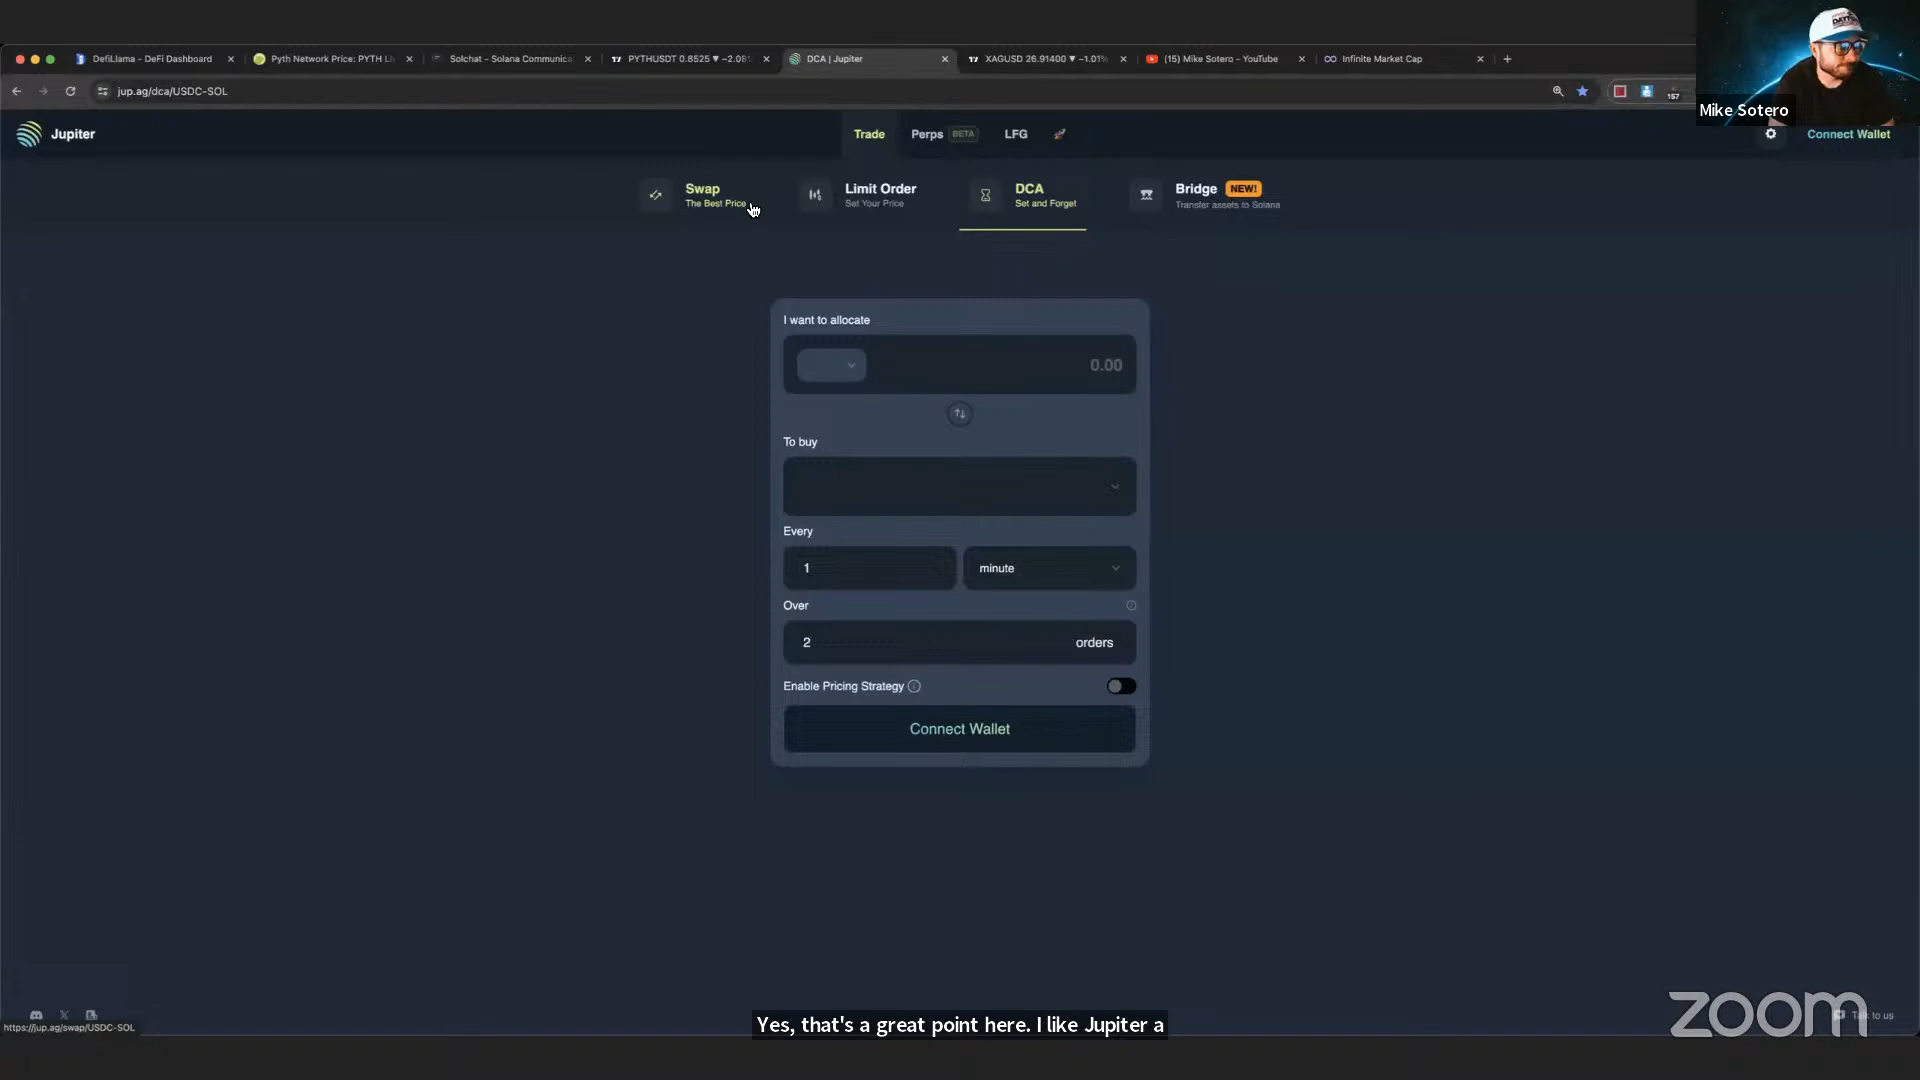 DefiLlama - DeFi Dashboard
Pyth Network Price: PYTH Li
Solchat - Solana Communica
PYTHUSDT 0.8525 ▼ −2.08%
DCA | Jupiter
XAGUSD 26.91400 ▼ −1.01%
(15) Mike Sotero - YouTube
Infinite Market Cap
jup.ag/dca/USDC-SOL
157
Mike Sotero
Jupiter
Trade
Perps BETA
LFG
Connect Wallet
Swap
The Best Price
Limit Order
Set Your Price
DCA
Set and Forget
Bridge NEW!
Transfer assets to Solana
I want to allocate
0.00
To buy
Every
1
minute
Over
2
orders
Enable Pricing Strategy
Connect Wallet
https://jup.ag/swap/USDC-SOL
Yes, that's a great point here. I like Jupiter a
zoom
Talk to us